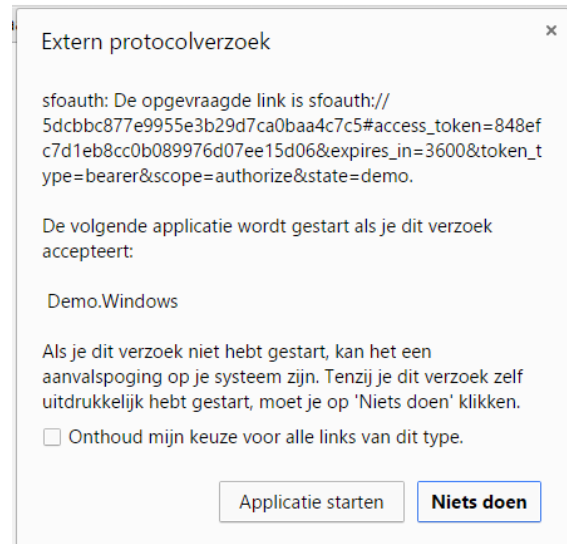 Extern protocolverzoek
×
sfoauth: De opgevraagde link is sfoauth://
5dcbbc877e9955e3b29d7ca0baa4c7c5#access_token=848ef
c7d1eb8cc0b089976d07ee15d06&expires_in=3600&token_t
ype=bearer&scope=authorize&state=demo.
De volgende applicatie wordt gestart als je dit verzoek
accepteert:
Demo.Windows
Als je dit verzoek niet hebt gestart, kan het een
aanvalspoging op je systeem zijn. Tenzij je dit verzoek zelf
uitdrukkelijk hebt gestart, moet je op 'Niets doen' klikken.
Onthoud mijn keuze voor alle links van dit type.
Applicatie starten
Niets doen